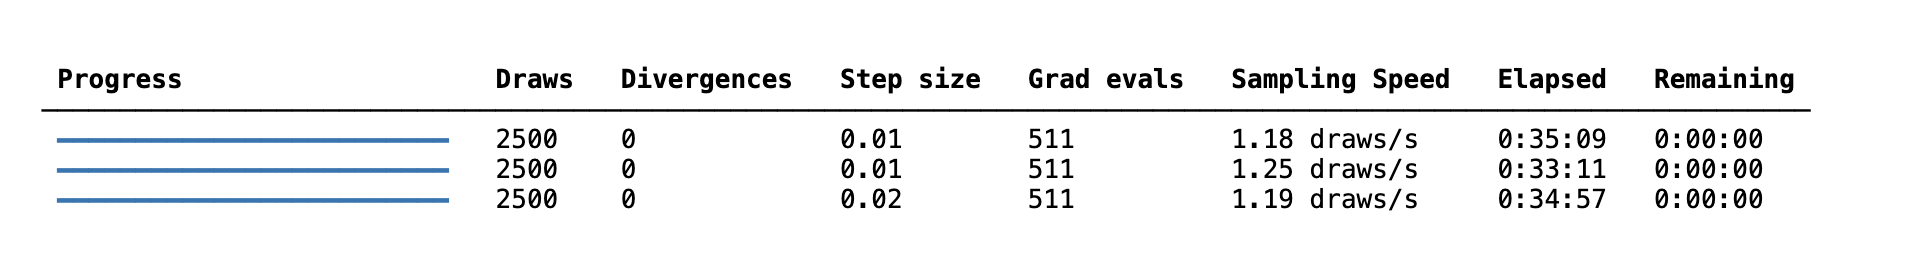 Progress Draws Divergences Step size Grad evals Sampling Speed Elapsed Remaining
2500 0 0.01 511 1.18 draws/s 0:35:09 0:00:00
2500 0 0.01 511 1.25 draws/s 0:33:11 0:00:00
2500 0 0.02 511 1.19 draws/s 0:34:57 0:00:00